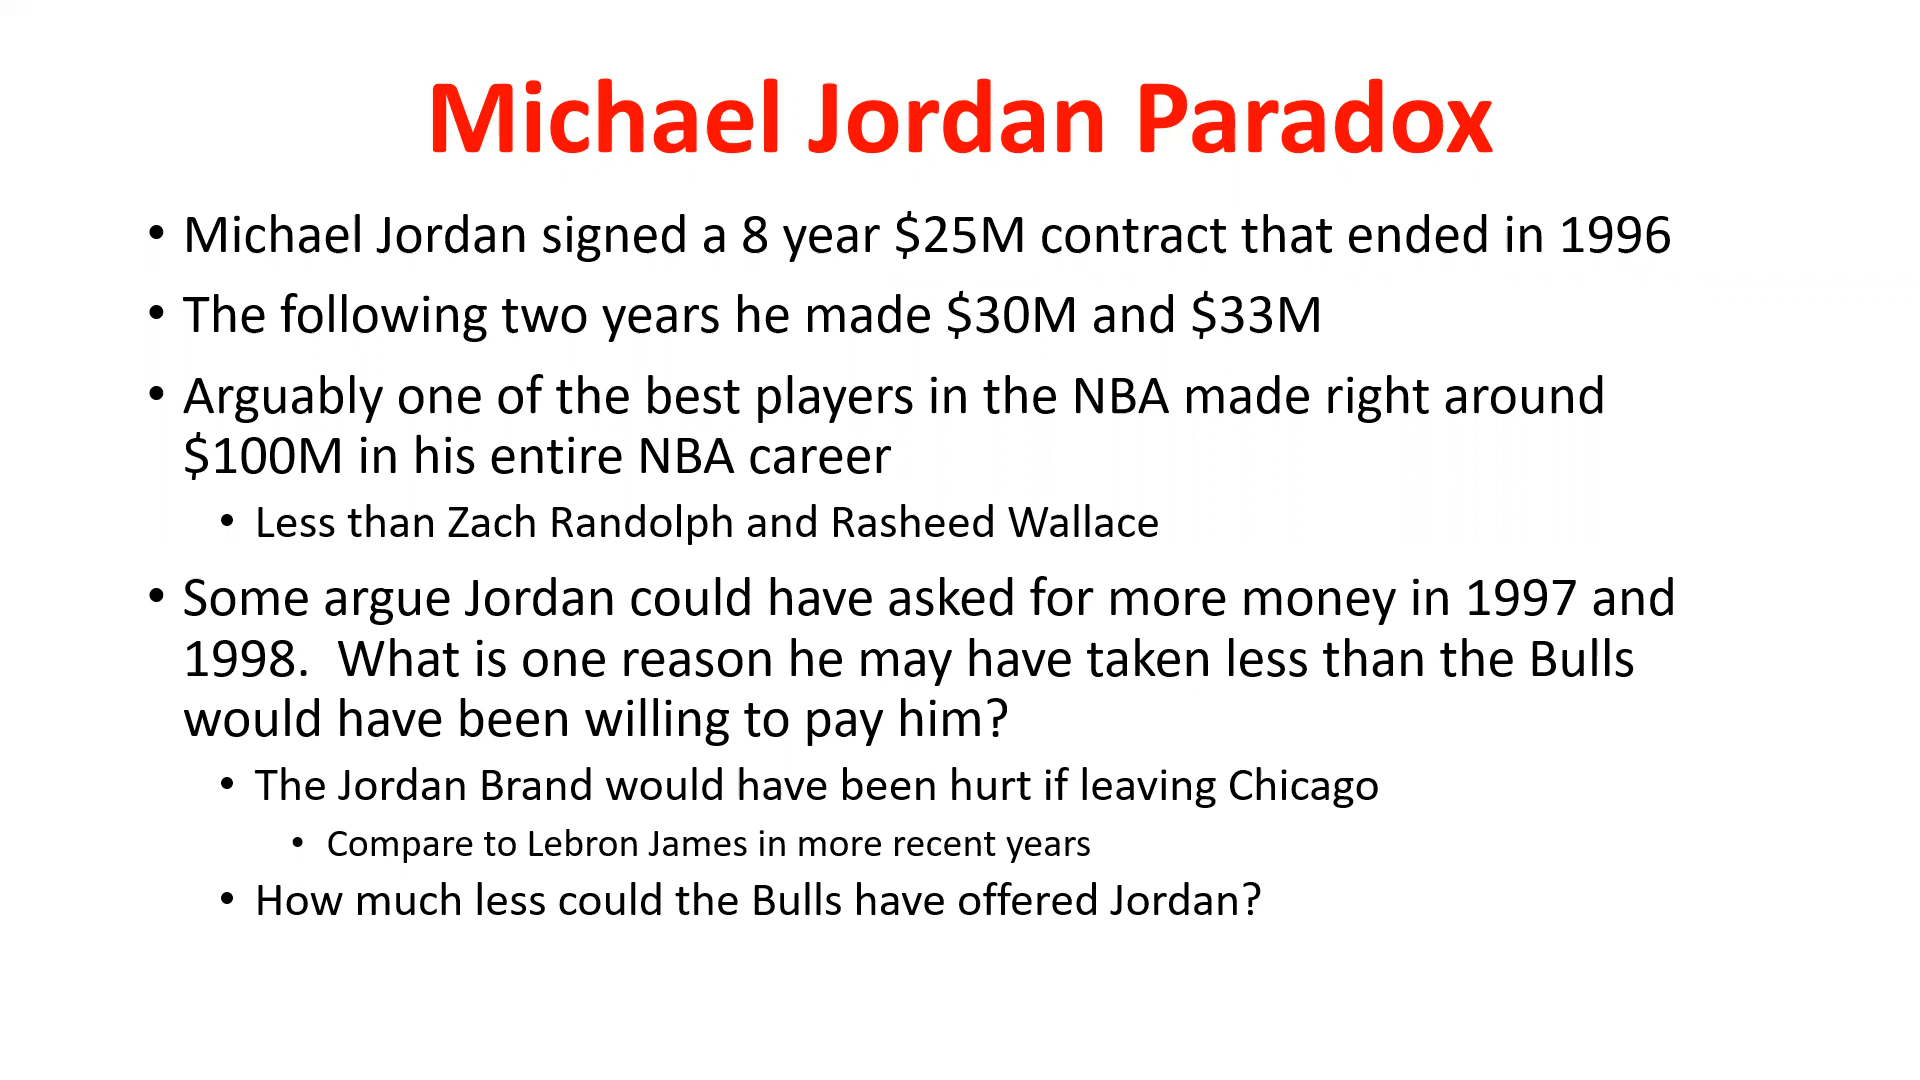 Michael Jordan Paradox
• Michael Jordan signed a 8 year $25M contract that ended in 1996
• The following two years he made $30M and $33M
• Arguably one of the best players in the NBA made right around
$100M in his entire NBA career
• Less than Zach Randolph and Rasheed Wallace
• Some argue Jordan could have asked for more money in 1997 and
1998.  What is one reason he may have taken less than the Bulls
would have been willing to pay him?
• The Jordan Brand would have been hurt if leaving Chicago
• Compare to Lebron James in more recent years
• How much less could the Bulls have offered Jordan?